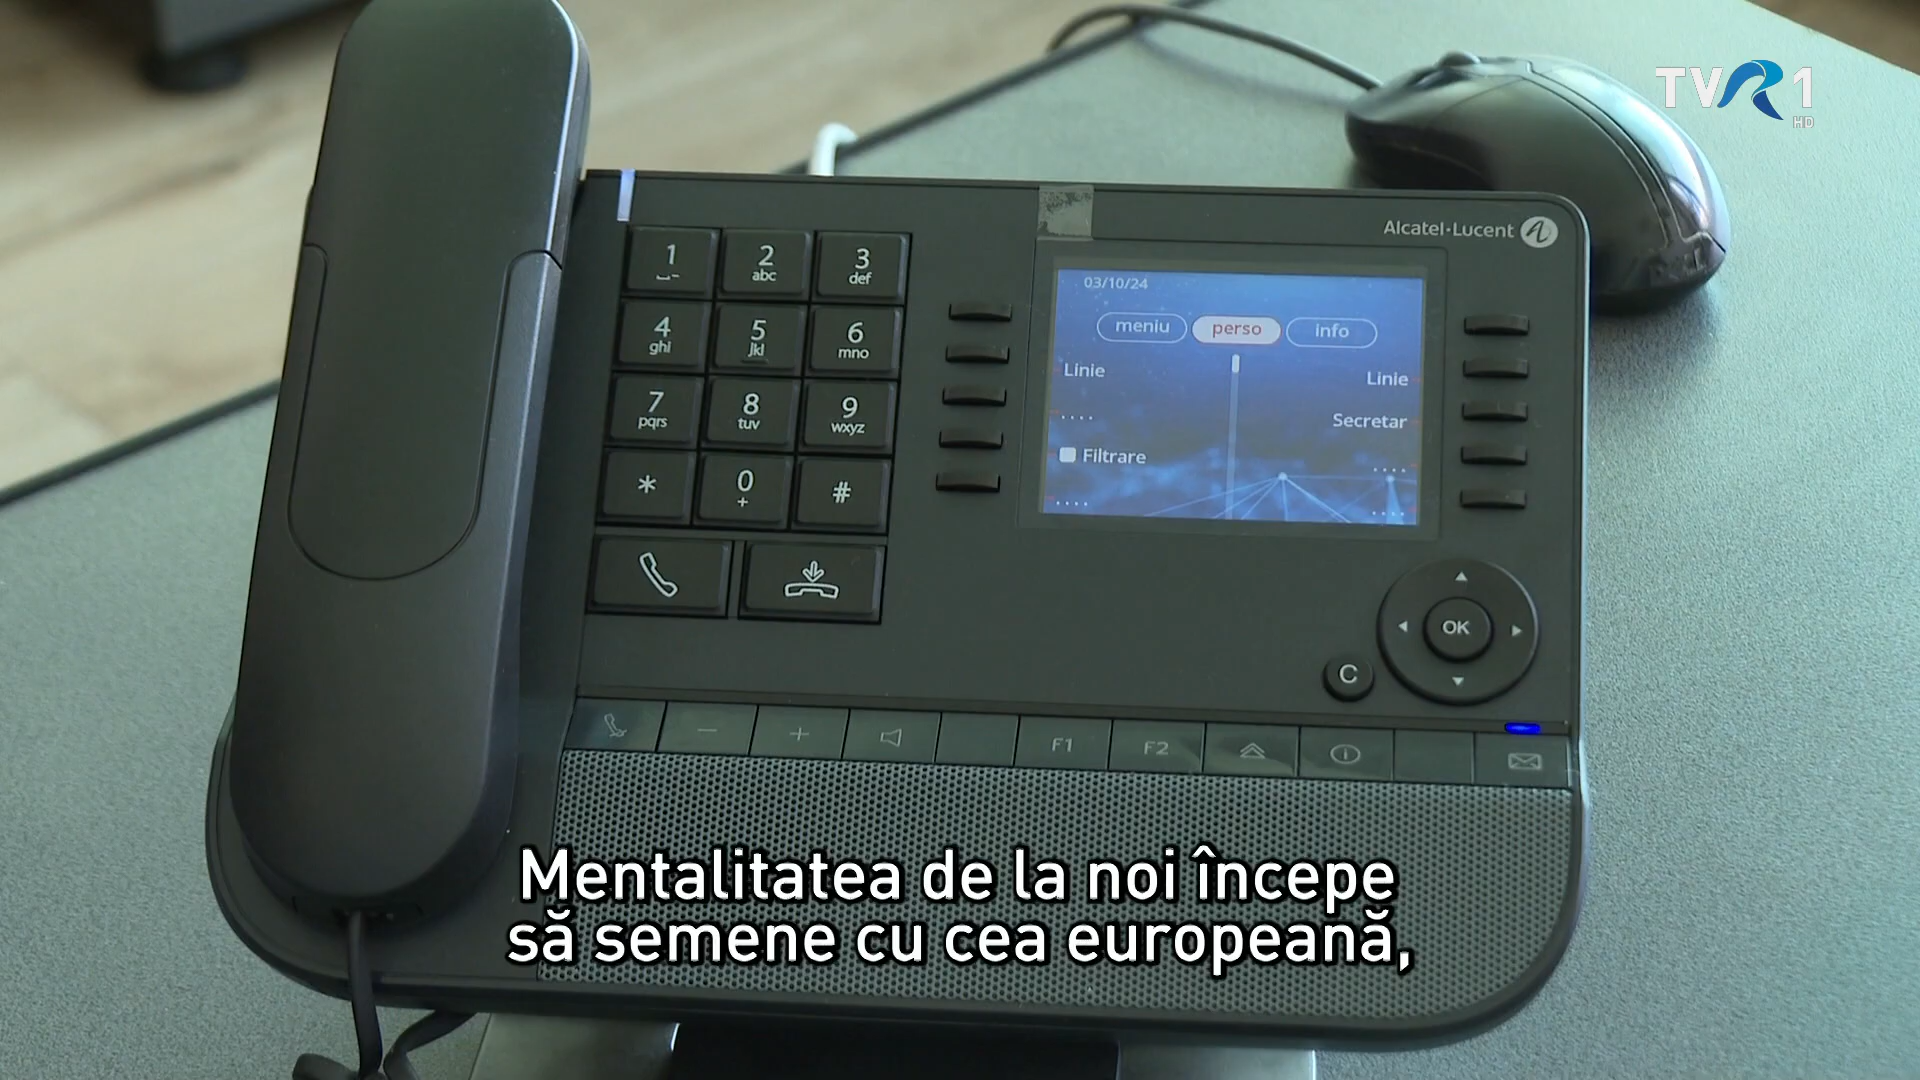 TVR 1
HD
Alcatel·Lucent
1
2
abc
3
def
4
ghi
5
jkl
6
mno
7
pqrs
8
tuv
9
wxyz
*
0
+
#
03/10/24
meniu perso info
Linie Linie
.... Secretar
Filtrare ....
.... ....
OK
C
F1 F2
Mentalitatea de la noi începe
să semene cu cea europeană,